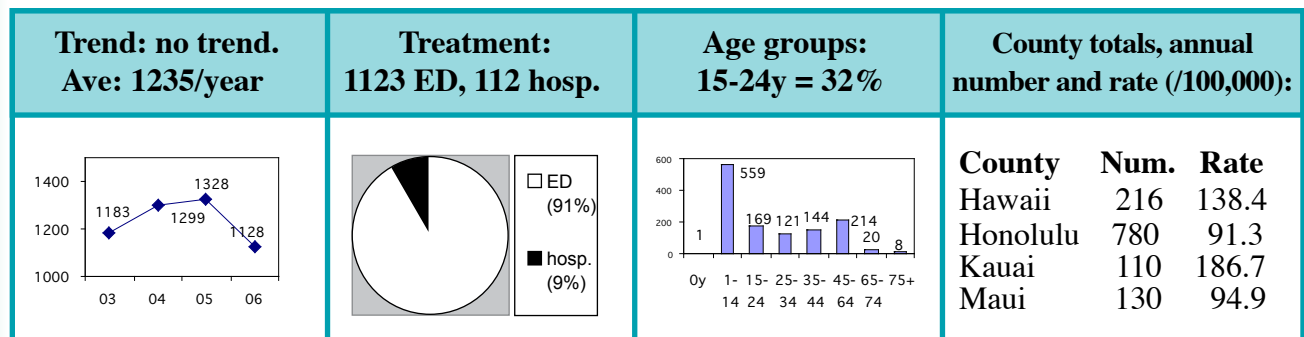 Trend: no trend.
Ave: 1235/year
Treatment:
1123 ED, 112 hosp.
Age groups:
15-24y = 32%
County totals, annual
number and rate (/100,000):
1400
1200
1000
1183
1299
1328
1128
03 04 05 06
ED
(91%)
hosp.
(9%)
600
400
200
0
1
559
169
121
144
214
20
8
0y 1- 15- 25- 35- 45- 65- 75+
14 24 34 44 64 74
County Num. Rate
Hawaii 216 138.4
Honolulu 780 91.3
Kauai 110 186.7
Maui 130 94.9